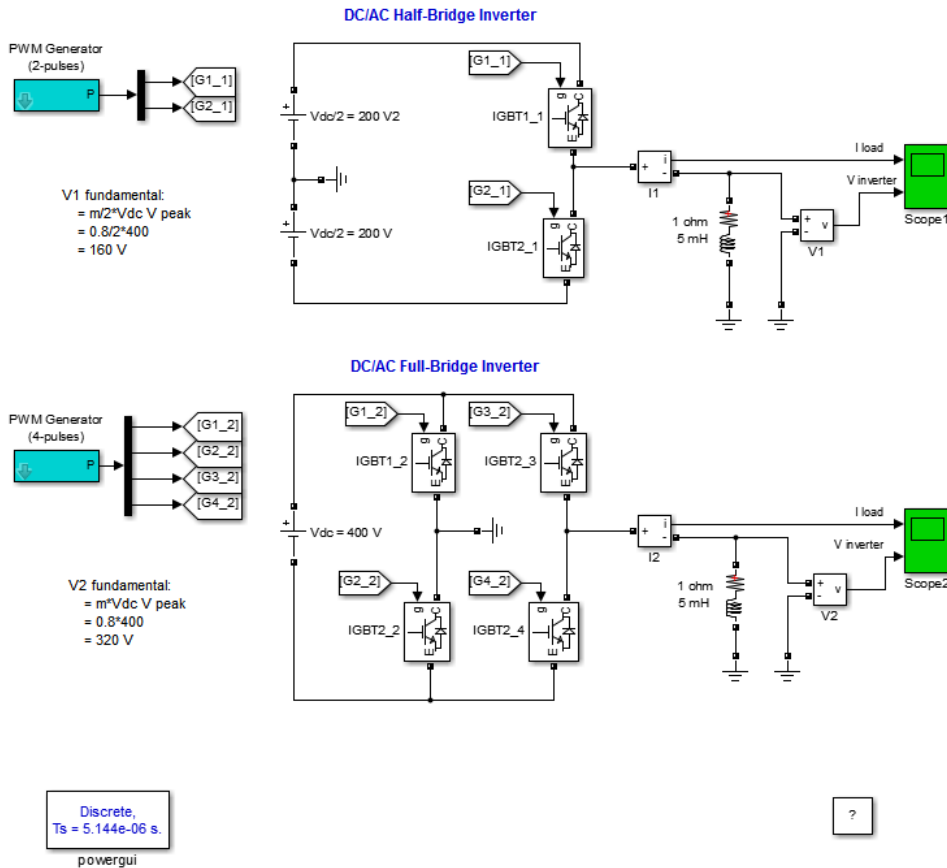 DC/AC Half-Bridge Inverter
PWM Generator
(2-pulses)
P
[G1_1]
[G2_1]
[G1_1]
g
C
E
IGBT1_1
+
Vdc/2 = 200 V2
V1 fundamental:
= m/2*Vdc V peak
= 0.8/2*400
= 160 V
[G2_1]
g
C
E
IGBT2_1
+
Vdc/2 = 200 V
+
i
-
I1
I load
V inverter
Scope1
1 ohm
5 mH
+
-
v
V1
DC/AC Full-Bridge Inverter
PWM Generator
(4-pulses)
P
[G1_2]
[G2_2]
[G3_2]
[G4_2]
[G1_2]
g
C
E
IGBT1_2
[G3_2]
g
C
E
IGBT2_3
+
Vdc = 400 V
V2 fundamental:
= m*Vdc V peak
= 0.8*400
= 320 V
[G2_2]
g
C
E
IGBT2_2
[G4_2]
g
C
E
IGBT2_4
+
i
-
I2
I load
V inverter
Scope2
1 ohm
5 mH
+
-
v
V2
Discrete,
Ts = 5.144e-06 s.
powergui
?